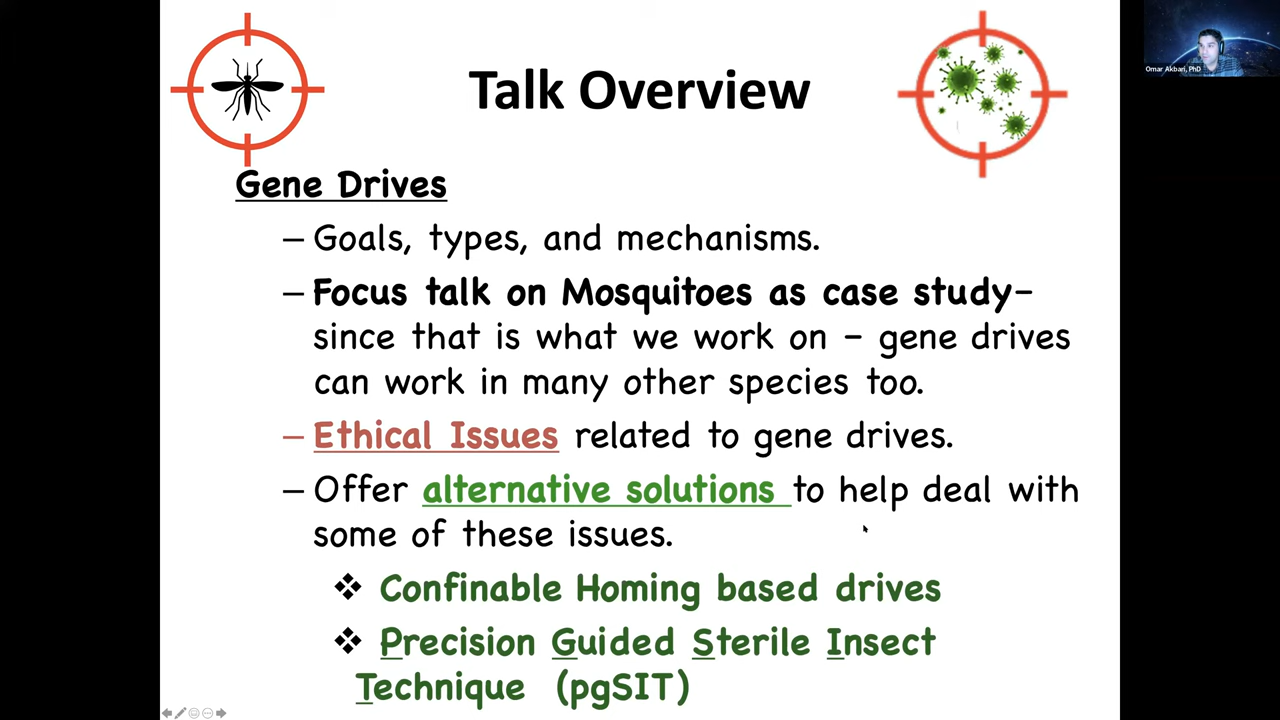 Omar Akbari, PhD
Talk Overview
Gene Drives
– Goals, types, and mechanisms.
– Focus talk on Mosquitoes as case study–
since that is what we work on – gene drives
can work in many other species too.
– Ethical Issues related to gene drives.
– Offer alternative solutions to help deal with
some of these issues.
❖ Confinable Homing based drives
❖ Precision Guided Sterile Insect
Technique (pgSIT)